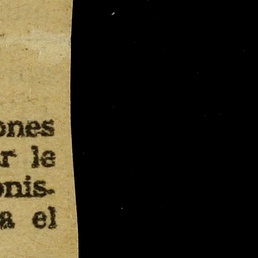 ones
r le
onis-
a el